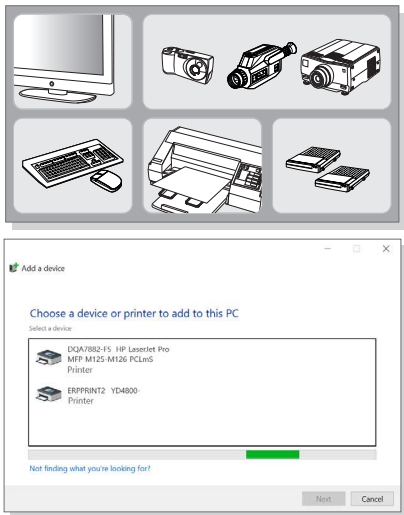 Add a device
Choose a device or printer to add to this PC
Select a device
DQA7882-FS HP LaserJet Pro
MFP M125-M126 PCLmS
Printer
ERPPRINT2 YD4800-
Printer
Not finding what you're looking for?
Next
Cancel